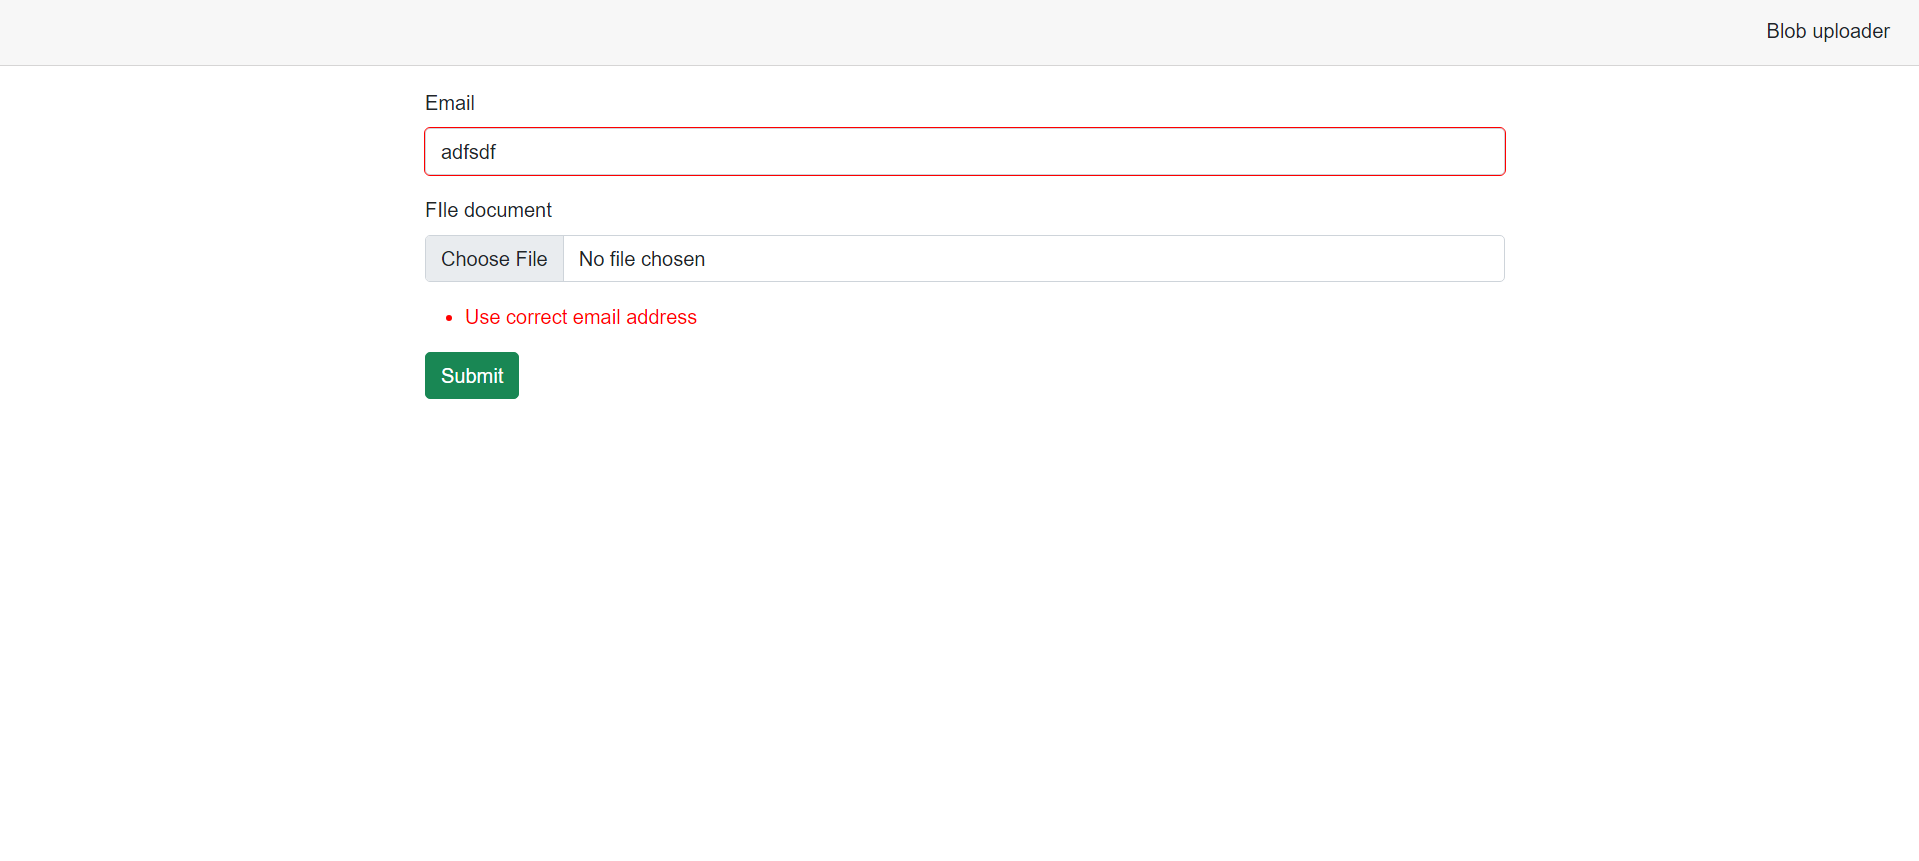 Blob uploader
Email
adfsdf
FIle document
Choose File No file chosen
Use correct email address
Submit